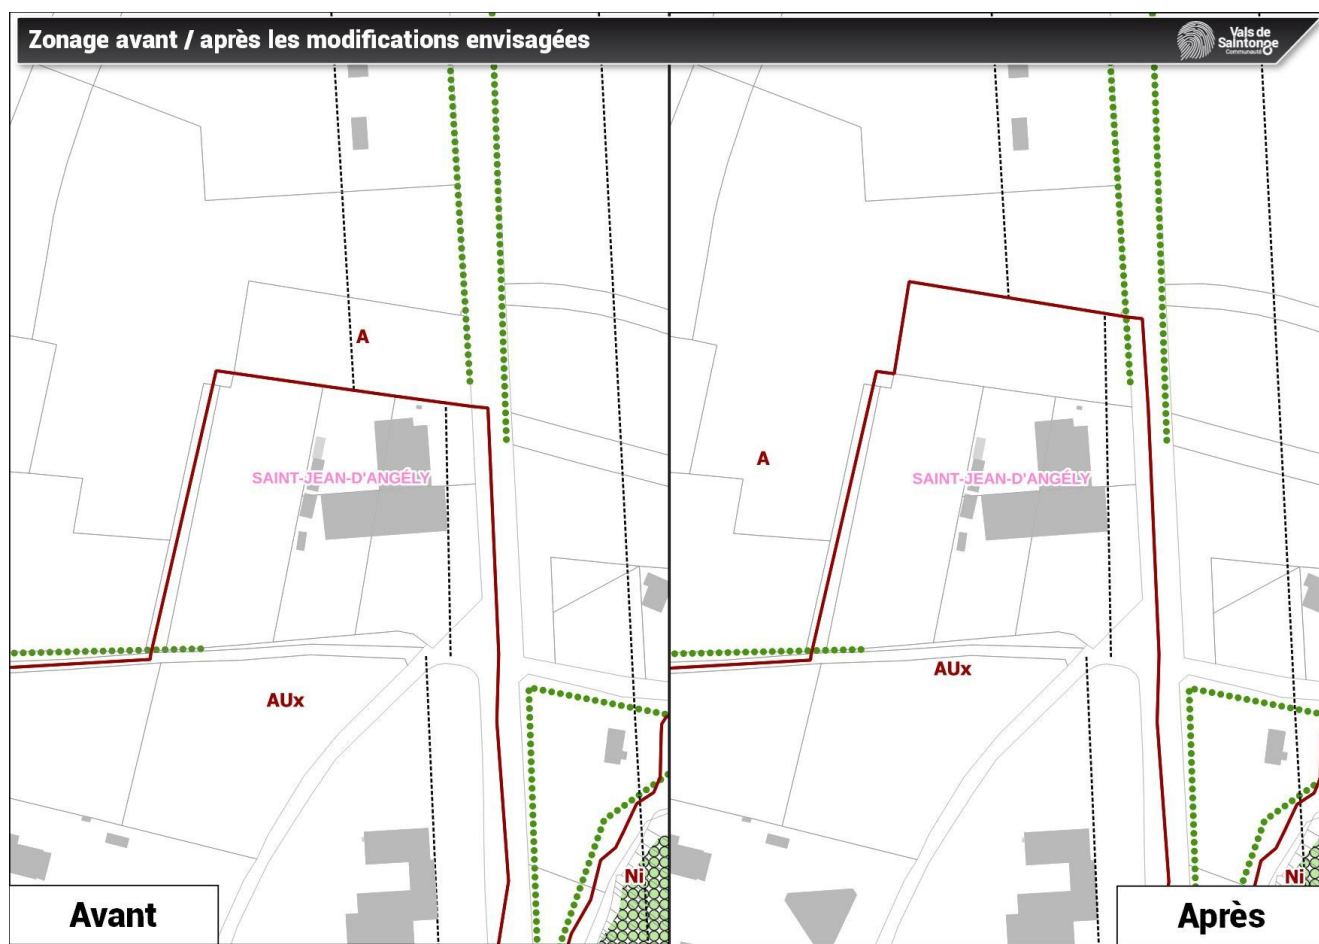 Zonage avant / après les modifications envisagées
Vals de
Saintonge
Communauté
A
SAINT-JEAN-D'ANGÉLY
AUx
Ni
Avant
A
SAINT-JEAN-D'ANGÉLY
AUx
Ni
Après